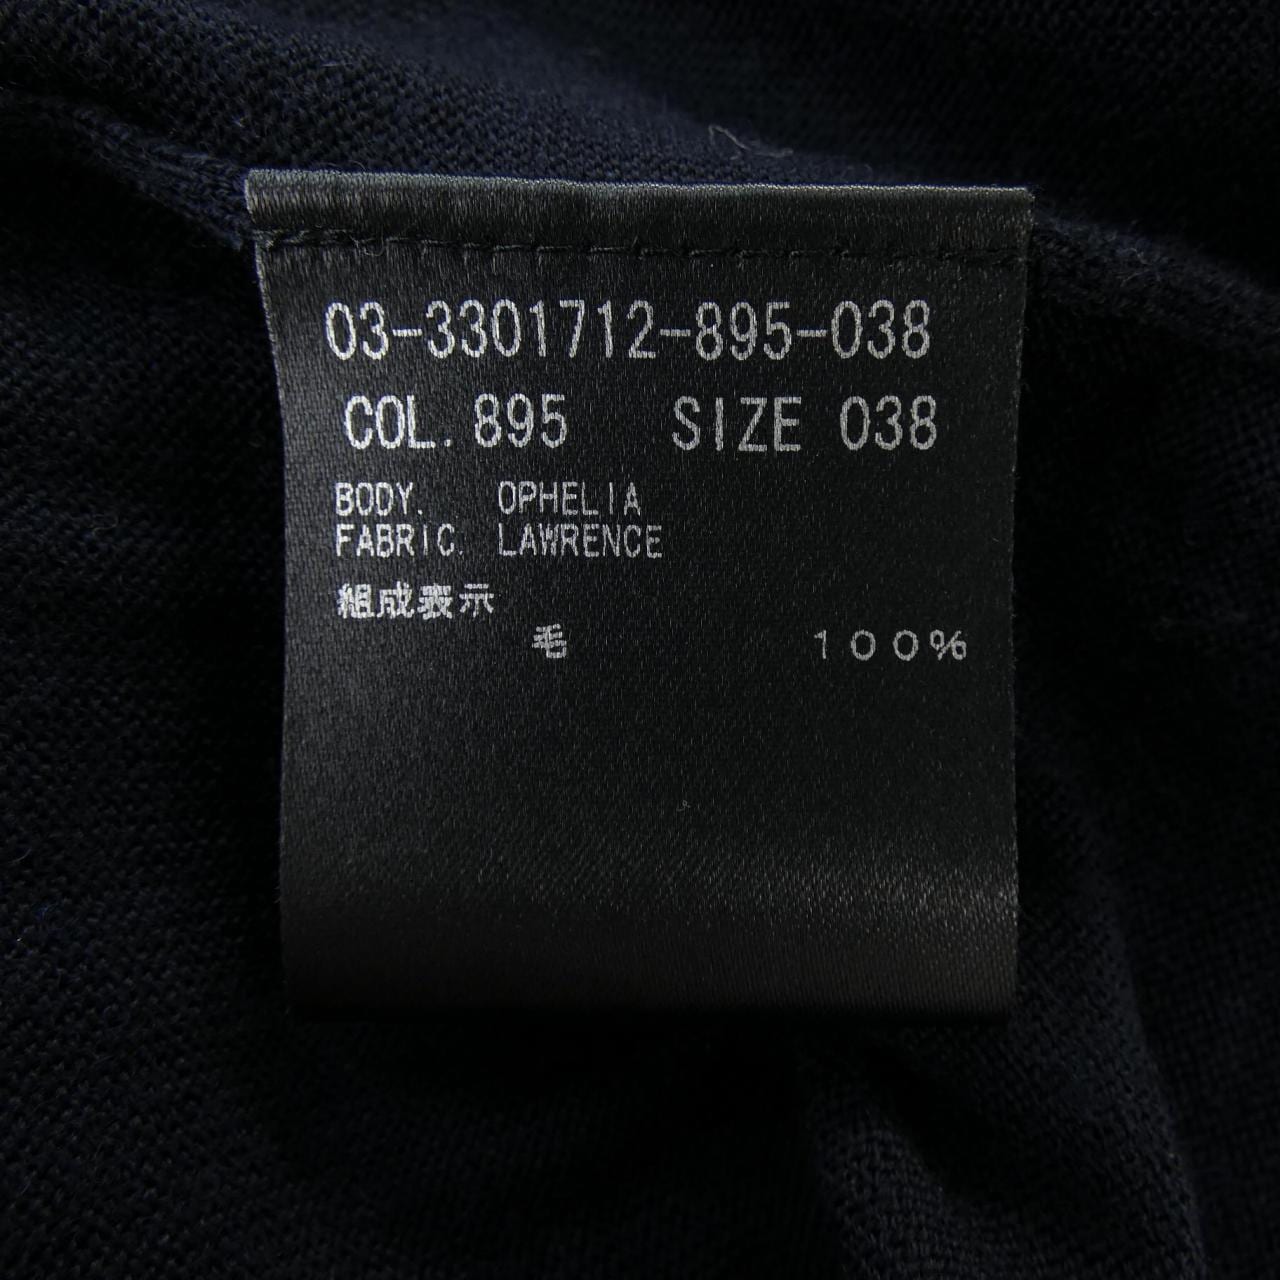 03-3301712-895-038
COL. 895 SIZE 038
BODY. OPHELIA
FABRIC. LAWRENCE
組成表示
毛 100%